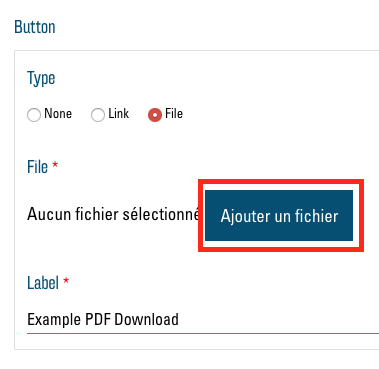 Button
Type
None Link File
File *
Aucun fichier sélectionné Ajouter un fichier
Label *
Example PDF Download